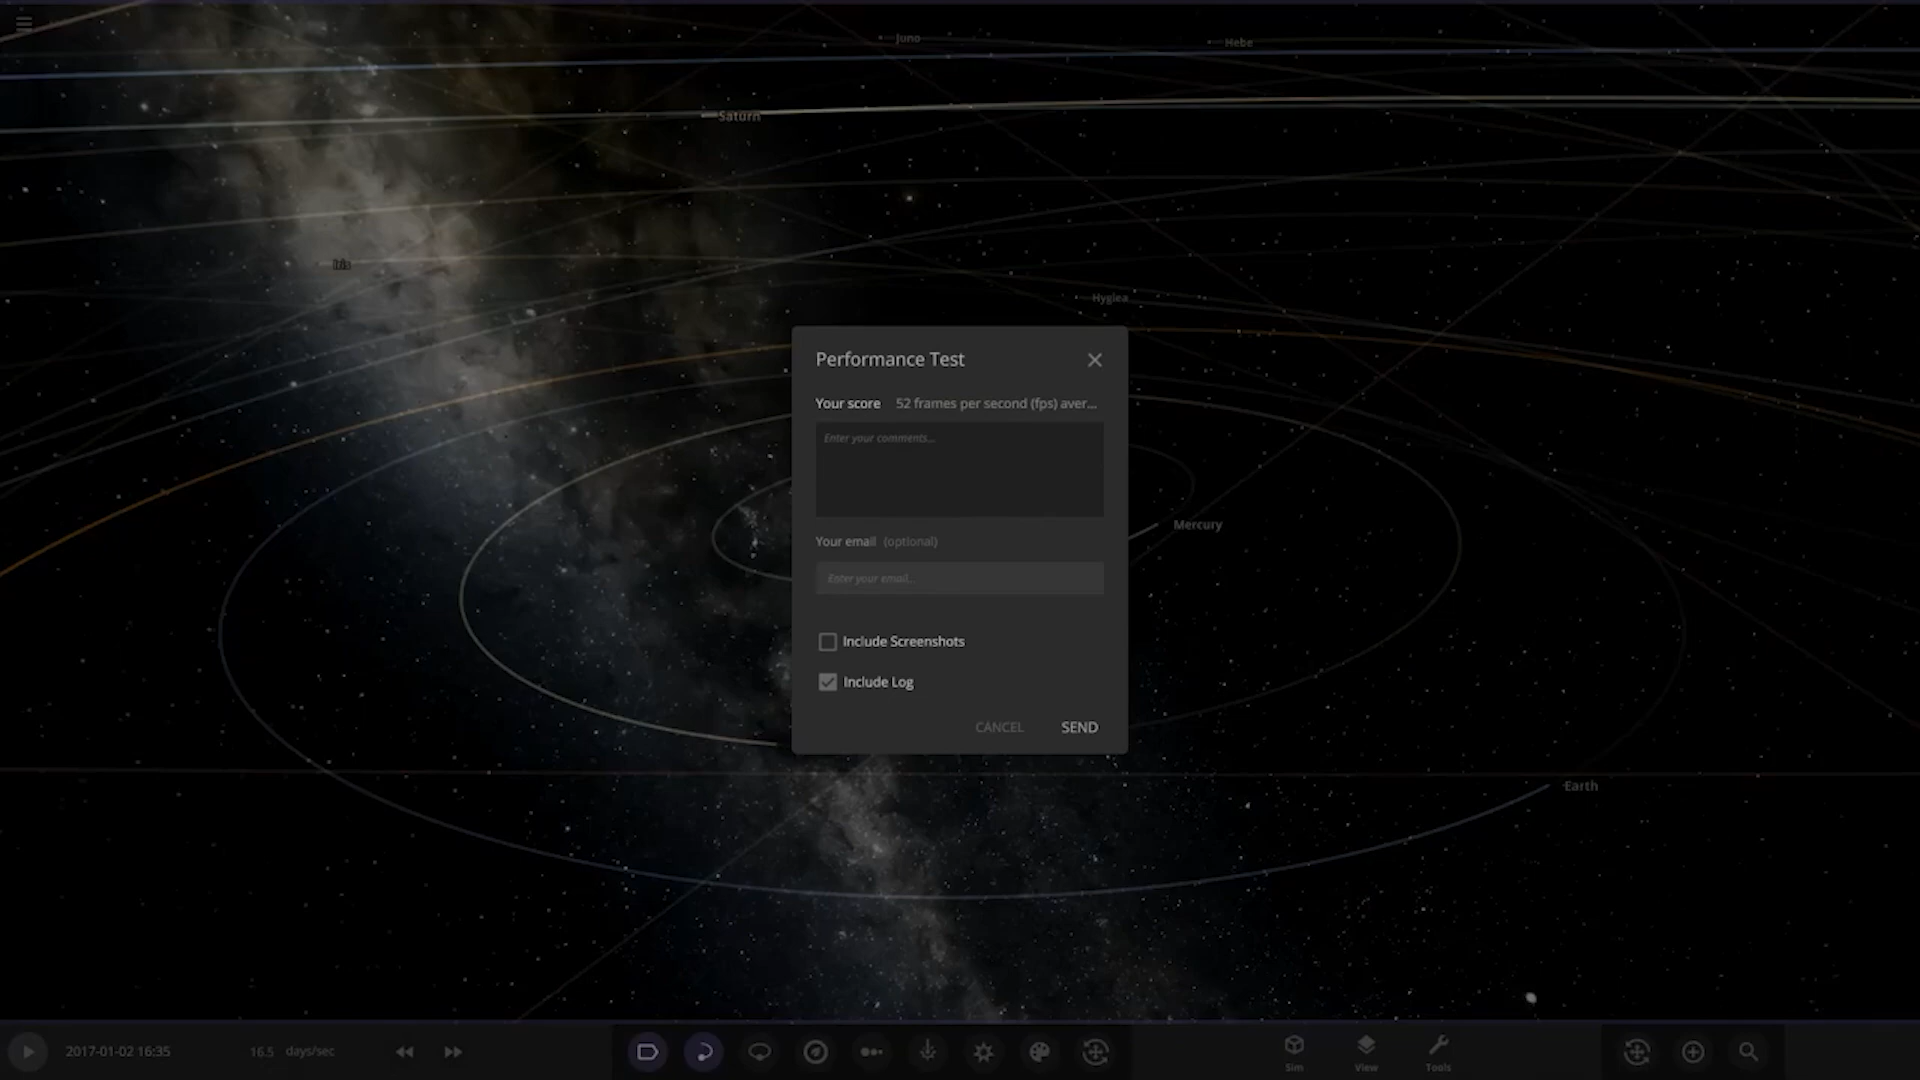 Juno
Hebe
Saturn
Iris
Hygiea
Performance Test
Your score 52 frames per second (fps) aver...
Enter your comments...
Mercury
Your email (optional)
Enter your email...
Include Screenshots
Include Log
CANCEL SEND
Earth
2017-01-02 16:35 16.5 days/sec
Sim View Tools